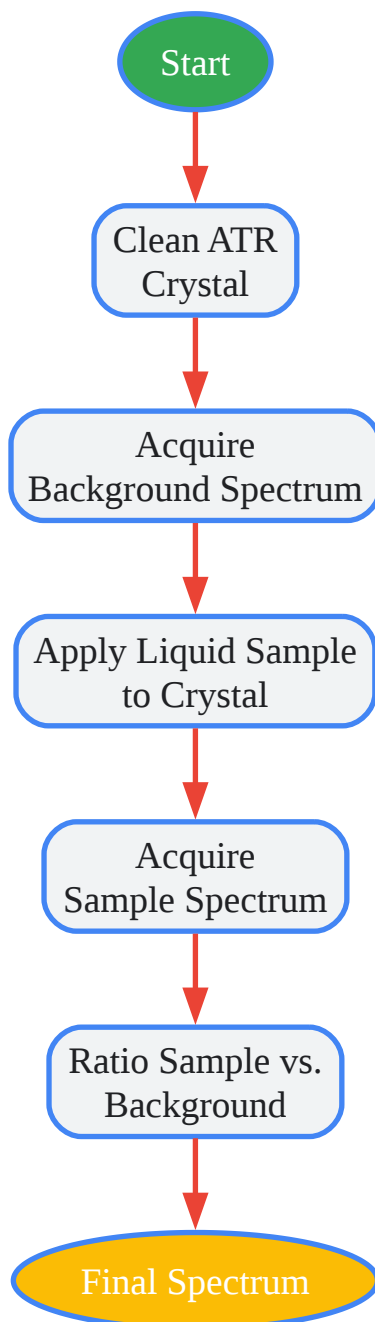 Start
Clean ATR
Crystal
Acquire
Background Spectrum
Apply Liquid Sample
to Crystal
Acquire
Sample Spectrum
Ratio Sample vs.
Background
Final Spectrum